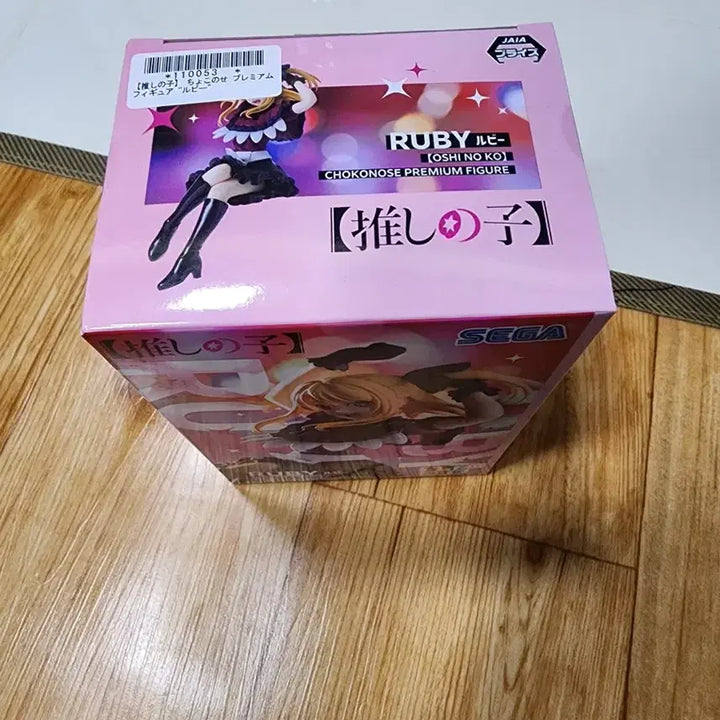 *110053*
【推しの子】 ちょこのせ プレミアム
フィギュア "ルビー"
JAIA
プライズ
RUBY ルビー
【OSHI NO KO】
CHOKONOSE PREMIUM FIGURE
【推しの子】
【推しの子】
SEGA
RUBY